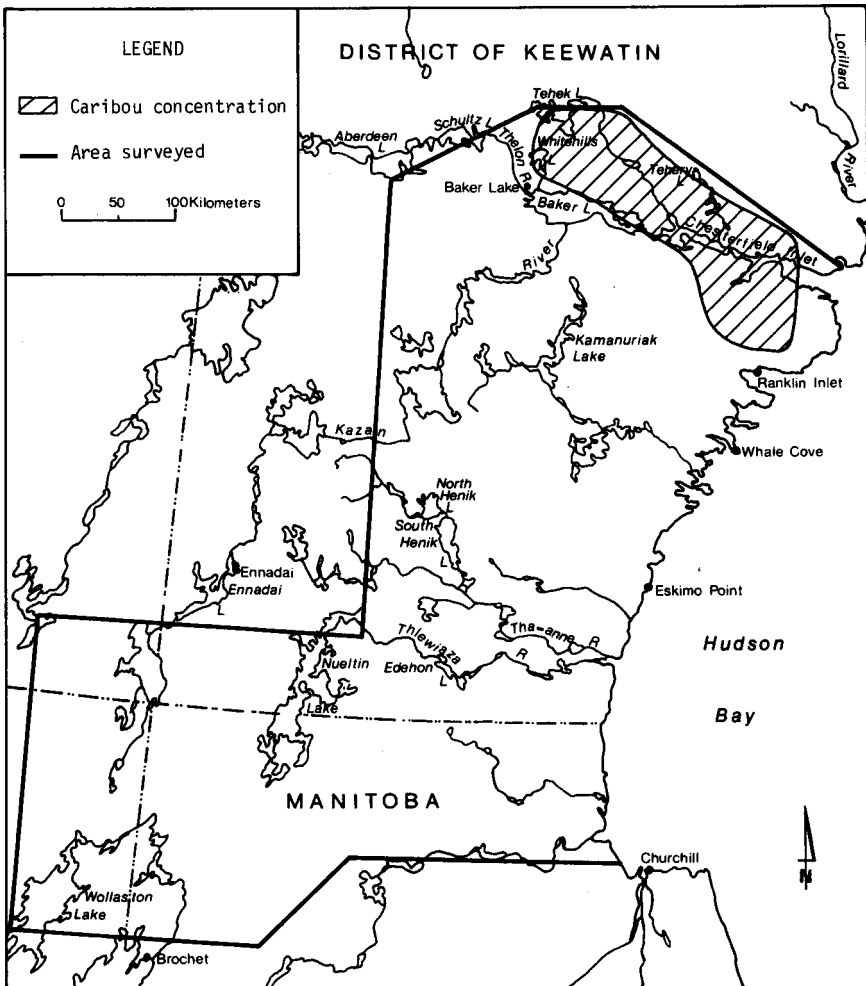 LEGEND
Caribou concentration
Area surveyed
0 50 100 Kilometers
DISTRICT OF KEEWATIN
Lorillard
River
Tehek L
Aberdeen
L
Schultz L
Thelon R
Whitehills
L
Tehery
L
Baker Lake
Baker L
Chesterfield Inlet
River
Kamanuriak
Lake
Ranklin Inlet
Kazan
Whale Cove
North
Henik
L
South
Henik
L
Ennadai
Ennadai
L
Eskimo Point
Tha-anne R
Thlewiaza
R
Nueltin
Lake
Edehon
L
Hudson
Bay
MANITOBA
N
Churchill
Wollaston
Lake
Brochet